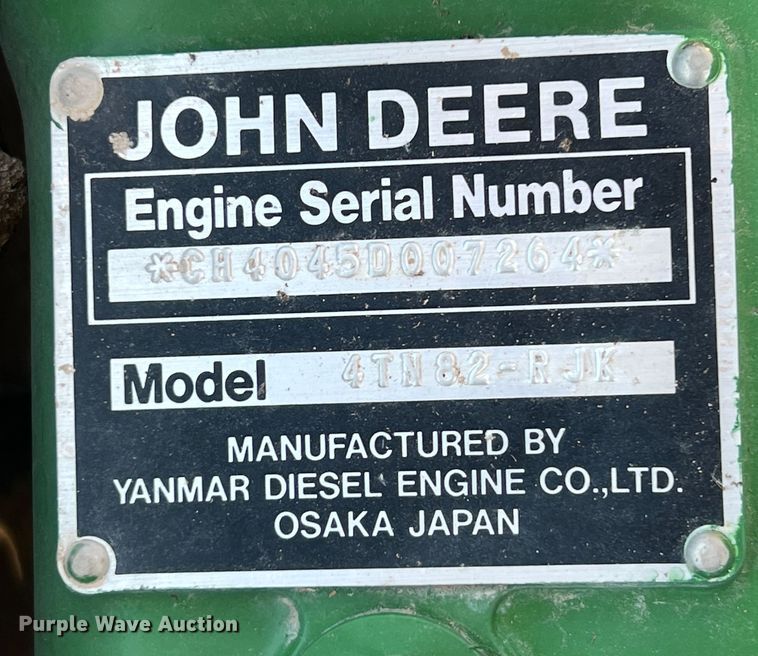 JOHN DEERE
Engine Serial Number
*CH4045D007264*
Model 4TN82-RJK
MANUFACTURED BY
YANMAR DIESEL ENGINE CO.,LTD.
OSAKA JAPAN
Purple Wave Auction